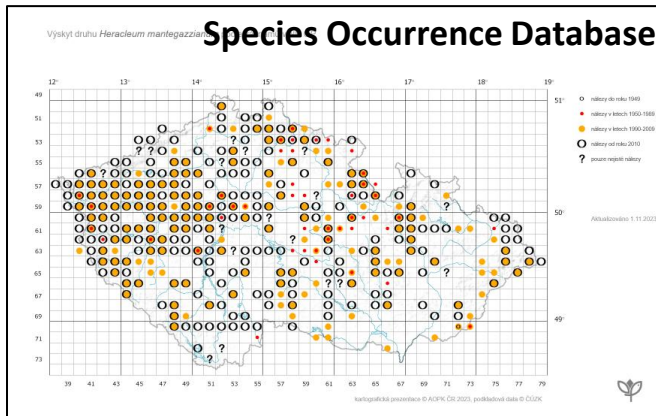 Species Occurrence Database
Výskyt druhu Heracleum mantegazzianum
12° 13° 14° 15° 16° 17° 18° 19°
49
51
53
55
57
59
61
63
65
67
69
71
73
51°
50°
49°
nálezy do roku 1949
nálezy v letech 1950-1989
nálezy v letech 1990-2009
nálezy od roku 2010
? pouze nejisté nálezy
Aktualizováno 1.11.2023
39 41 43 45 47 49 51 53 55 57 59 61 63 65 67 69 71 73 75 77 79
kartografická prezentace © AOPK ČR 2023, podkladová data © ČÚZK